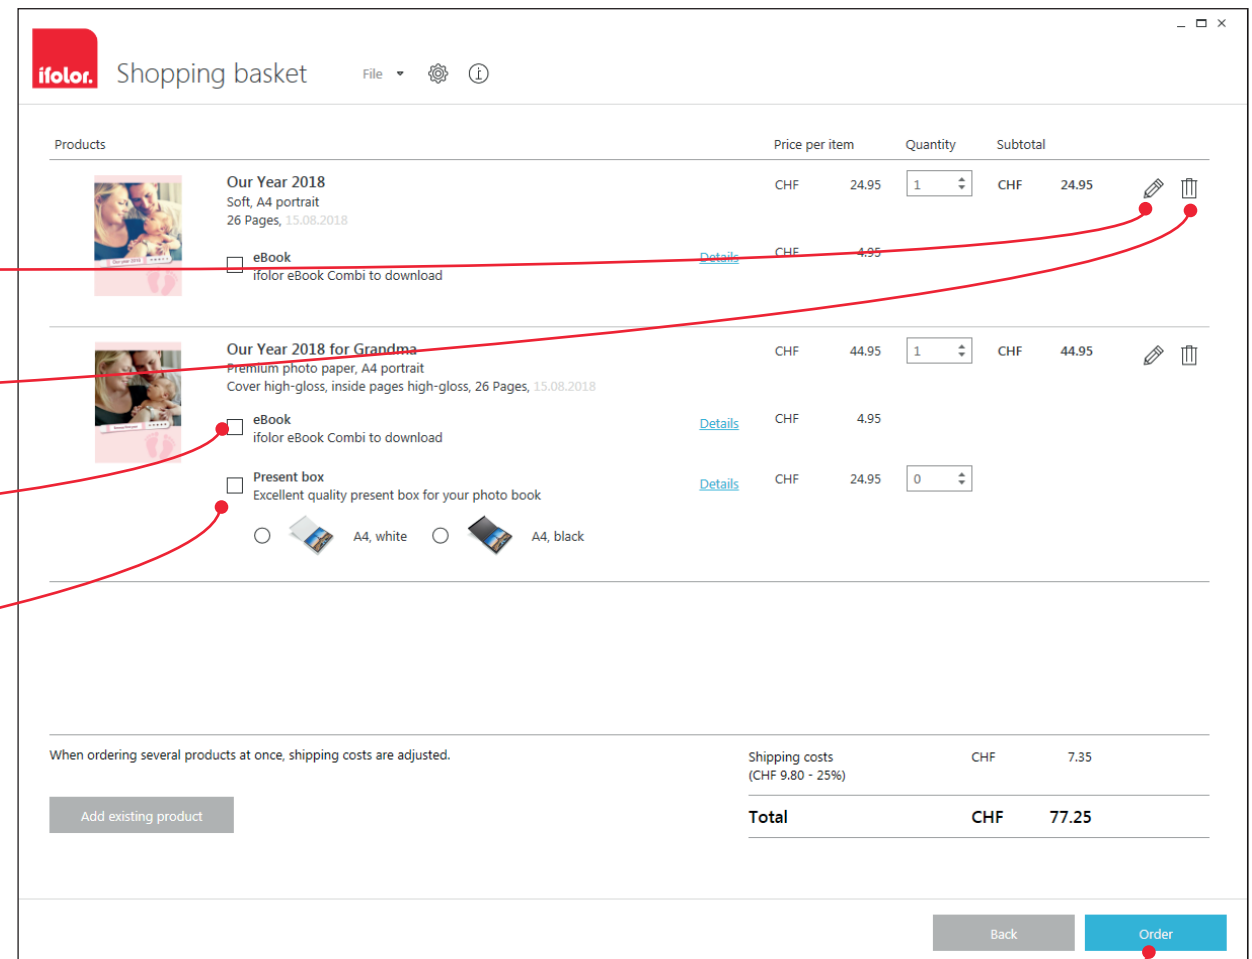 ifolor.
Shopping basket
File
Products
Price per item
Quantity
Subtotal
Our Year 2018
CHF 24.95
1
CHF 24.95
Soft, A4 portrait
26 Pages, 15.08.2018
eBook
Details
CHF 4.95
ifolor eBook Combi to download
Our Year 2018 for Grandma
CHF 44.95
1
CHF 44.95
Premium photo paper, A4 portrait
Cover high-gloss, inside pages high-gloss, 26 Pages, 15.08.2018
eBook
Details
CHF 4.95
ifolor eBook Combi to download
Present box
Details
CHF 24.95
0
Excellent quality present box for your photo book
A4, white
A4, black
When ordering several products at once, shipping costs are adjusted.
Shipping costs
CHF 7.35
(CHF 9.80 - 25%)
Add existing product
Total
CHF 77.25
Back
Order